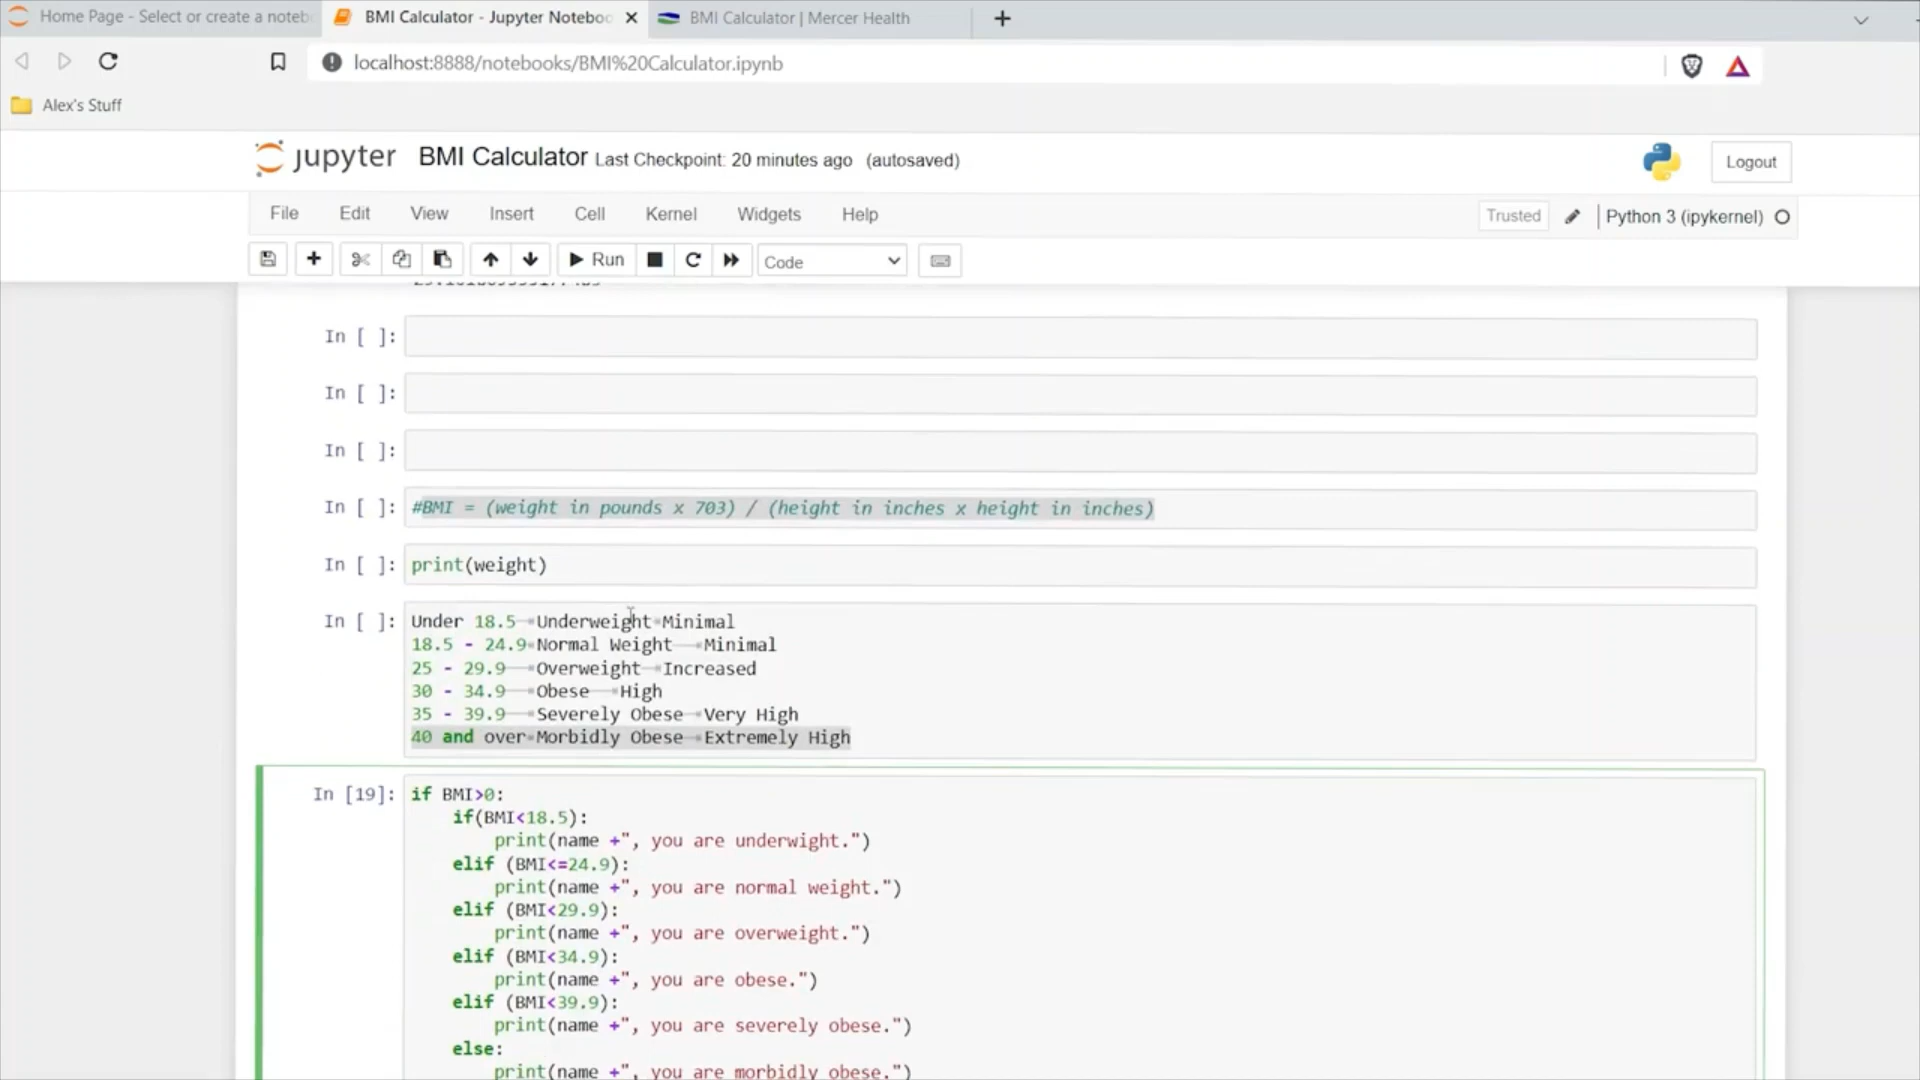 Home Page - Select or create a noteb
BMI Calculator - Jupyter Noteboo
BMI Calculator | Mercer Health
localhost:8888/notebooks/BMI%20Calculator.ipynb
Alex's Stuff
jupyter BMI Calculator Last Checkpoint: 20 minutes ago (autosaved)
Logout
File Edit View Insert Cell Kernel Widgets Help
Trusted
Python 3 (ipykernel)
Run
Code
In [ ]:
In [ ]:
In [ ]:
In [ ]: #BMI = (weight in pounds x 703) / (height in inches x height in inches)
In [ ]: print(weight)
In [ ]: Under 18.5 Underweight Minimal
18.5 - 24.9 Normal Weight Minimal
25 - 29.9 Overweight Increased
30 - 34.9 Obese High
35 - 39.9 Severely Obese Very High
40 and over Morbidly Obese Extremely High
In [19]: if BMI>0:
if(BMI<18.5):
print(name +", you are underwight.")
elif (BMI<=24.9):
print(name +", you are normal weight.")
elif (BMI<29.9):
print(name +", you are overweight.")
elif (BMI<34.9):
print(name +", you are obese.")
elif (BMI<39.9):
print(name +", you are severely obese.")
else:
print(name +", you are morbidly obese.")